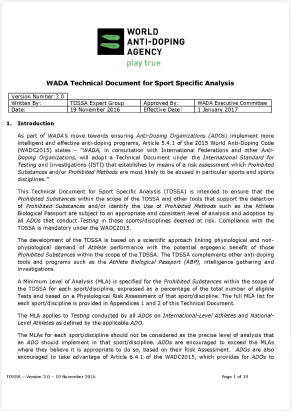 WORLD
ANTI-DOPING
AGENCY
play true
WADA Technical Document for Sport Specific Analysis
Version Number:3.0
Written By: TDSSA Expert Group Approved By: WADA Executive Committee
Date: 19 November 2016 Effective Date: 1 January 2017
1. Introduction
As part of WADA's move towards ensuring Anti-Doping Organizations (ADOs) implement more
intelligent and effective anti-doping programs, Article 5.4.1 of the 2015 World Anti-Doping Code
(WADC2015) states – "WADA, in consultation with International Federations and other Anti-
Doping Organizations, will adopt a Technical Document under the International Standard for
Testing and Investigations (ISTI) that establishes by means of a risk assessment which Prohibited
Substances and/or Prohibited Methods are most likely to be abused in particular sports and sports
disciplines."
This Technical Document for Sport Specific Analysis (TDSSA) is intended to ensure that the
Prohibited Substances within the scope of the TDSSA and other tools that support the detection
of Prohibited Substances and/or identify the Use of Prohibited Methods such as the Athlete
Biological Passport are subject to an appropriate and consistent level of analysis and adoption by
all ADOs that conduct Testing in those sports/disciplines deemed at risk. Compliance with the
TDSSA is mandatory under the WADC2015.
The development of the TDSSA is based on a scientific approach linking physiological and non-
physiological demand of Athlete performance with the potential ergogenic benefit of those
Prohibited Substances within the scope of the TDSSA. The TDSSA complements other anti-doping
tools and programs such as the Athlete Biological Passport (ABP), intelligence gathering and
investigations.
A Minimum Level of Analysis (MLA) is specified for the Prohibited Substances within the scope of
the TDSSA for each sport/discipline, expressed as a percentage of the total number of eligible
Tests and based on a Physiological Risk Assessment of that sport/discipline. The full MLA list for
each sport/discipline is provided in Appendices 1 and 2 of this Technical Document.
The MLA applies to Testing conducted by all ADOs on International-Level Athletes and National-
Level Athletes as defined by the applicable ADO.
The MLAs for each sport/discipline should not be considered as the precise level of analysis that
an ADO should implement in that sport/discipline. ADOs are encouraged to exceed the MLAs
where they believe it is appropriate to do so, based on their Risk Assessment. ADOs are also
encouraged to take advantage of Article 6.4.1 of the WADC2015, which provides for ADOs to
TDSSA – Version 3.0 – 19 November 2016 Page 1 of 19